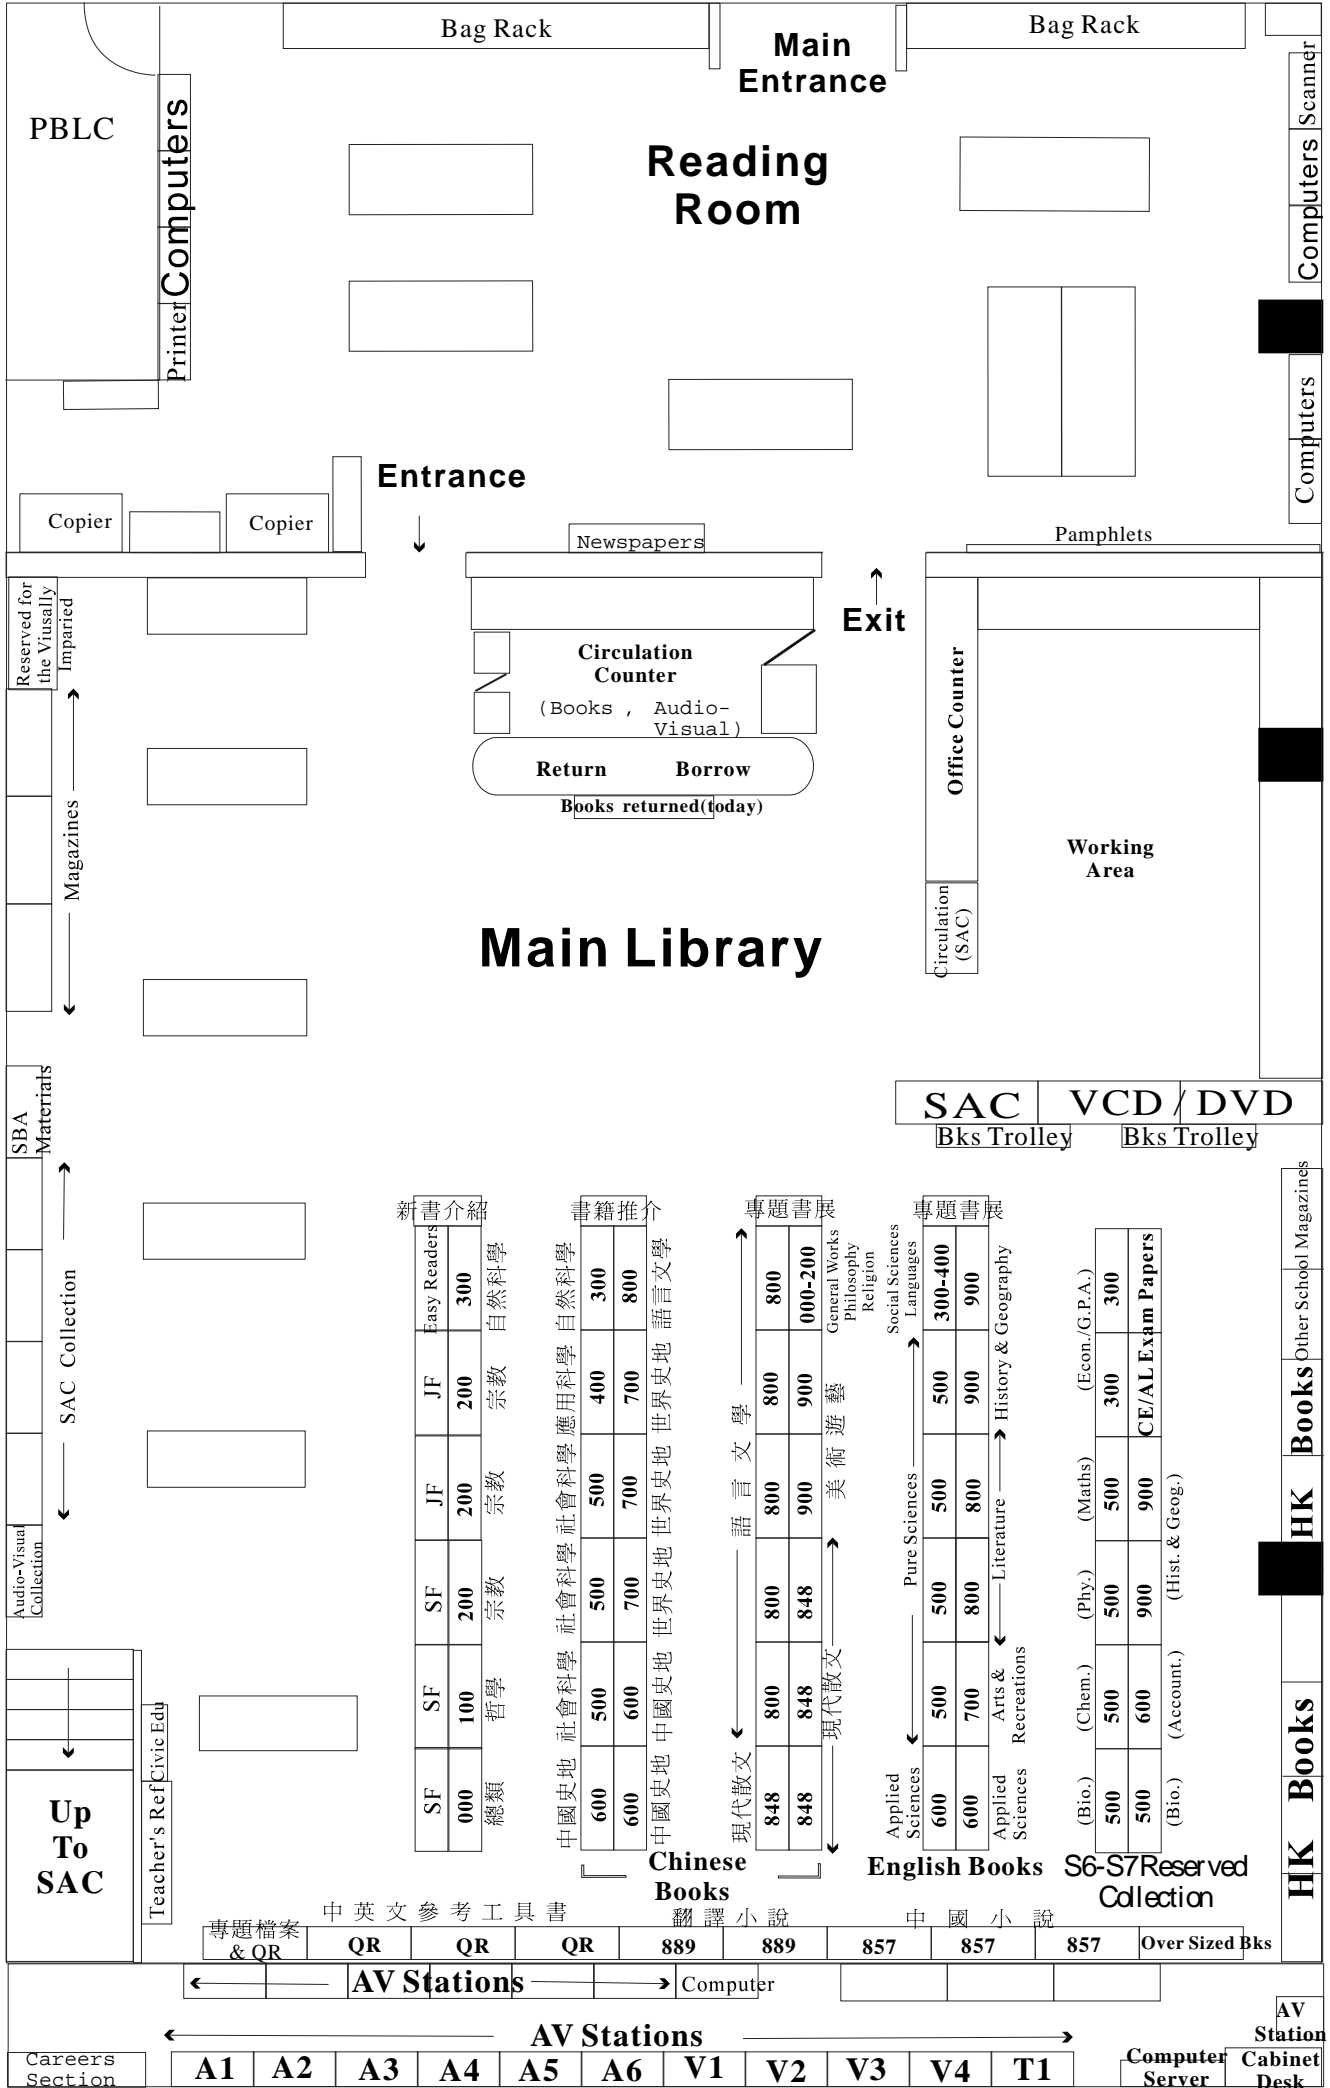 Bag Rack
Main
Entrance
Bag Rack
PBLC
Computers
Printer
Reading
Room
Scanner
Computers
Computers
Entrance
Copier
Copier
Newspapers
Pamphlets
Exit
Reserved for
the Viusally
Imparied
Magazines
Circulation
Counter
(Books , Audio-
Visual)
Return
Borrow
Books returned(today)
Office Counter
Circulation
(SAC)
Working
Area
Main Library
SBA
Materials
SAC Collection
Audio-Visual
Collection
SAC
VCD / DVD
Bks Trolley
Bks Trolley
新書介紹
Easy Readers
300
自然科學
JF
200
宗教
JF
200
宗教
SF
200
宗教
SF
100
哲學
SF
000
總類
書籍推介
自然科學
300
800
語言文學
應用科學
400
700
世界史地
社會科學
500
700
世界史地
社會科學
500
700
世界史地
社會科學
500
600
中國史地
中國史地
600
600
中國史地
專題書展
語言文學
現代散文
800
000-200
General Works
Philosophy
Religion
800
900
800
900
美術遊藝
800
848
800
848
現代散文
848
848
Chinese
Books
專題書展
Social Sciences
Languages
300-400
900
History & Geography
Pure Sciences
500
900
500
800
Literature
500
800
500
700
Arts &
Recreations
Applied
Sciences
600
600
Applied
Sciences
English Books
(Econ./G.P.A.)
300
300
CE/AL Exam Papers
(Maths)
500
900
(Hist. & Geog.)
(Phy.)
500
900
(Chem.)
500
600
(Account.)
(Bio.)
500
500
(Bio.)
S6-S7Reserved
Collection
Other School Magazines
HK Books
HK Books
Up
To
SAC
Civic Edu
Teacher's Ref
專題檔案
& QR
中英文參考工具書
QR
QR
QR
翻譯小說
889
889
中國小說
857
857
857
Over Sized Bks
AV Stations
Computer
AV Stations
AV
Station
Careers
Section
A1
A2
A3
A4
A5
A6
V1
V2
V3
V4
T1
Computer
Server
Cabinet
Desk